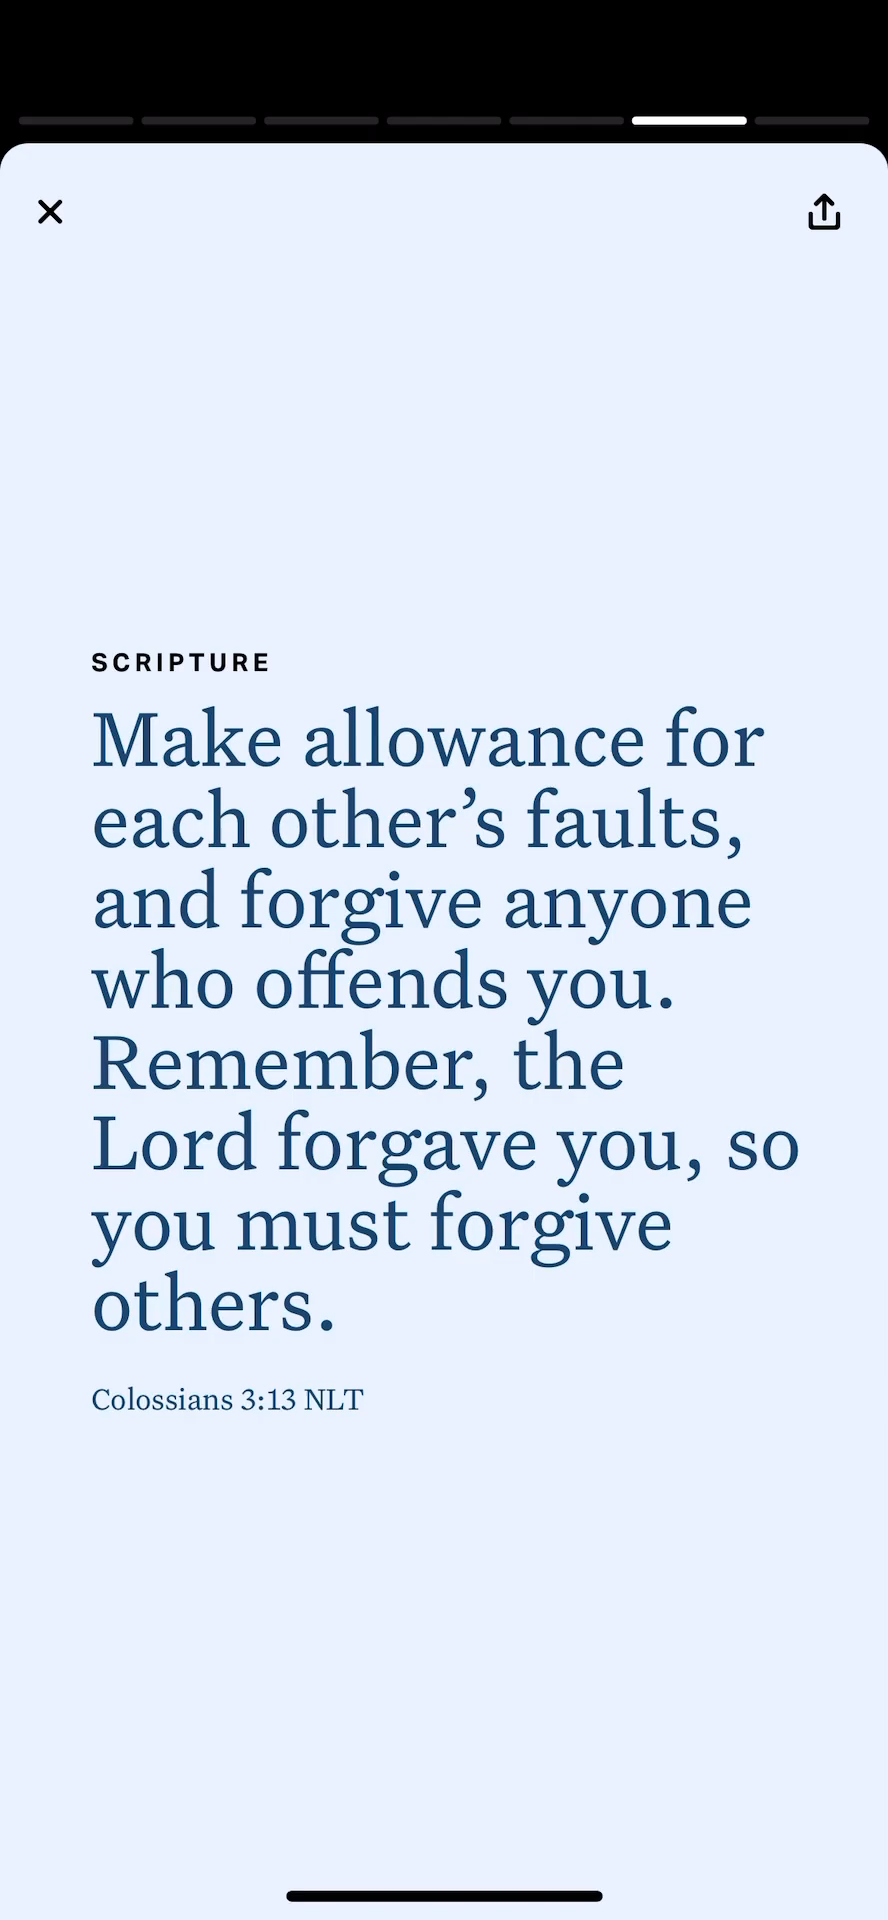 SCRIPTURE
Make allowance for
each other’s faults,
and forgive anyone
who offends you.
Remember, the
Lord forgave you, so
you must forgive
others.
Colossians 3:13 NLT